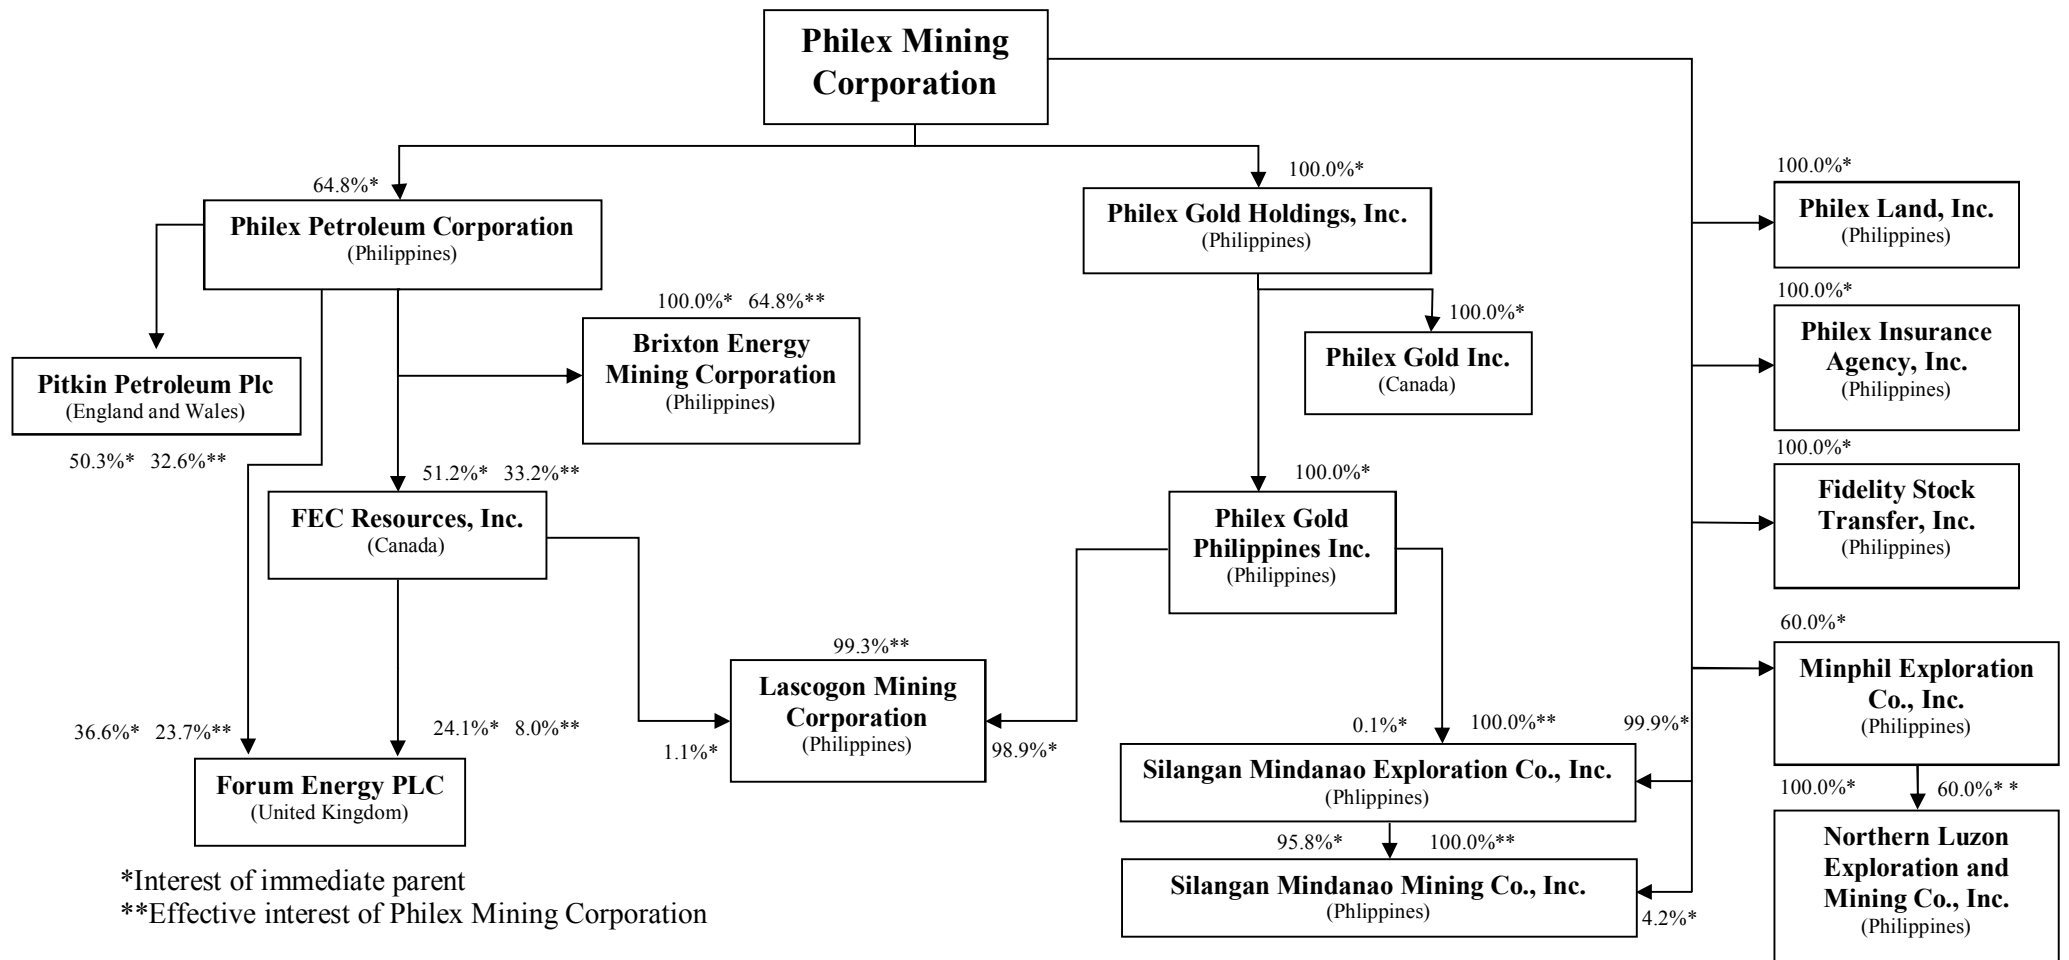 Philex Mining
Corporation
64.8%*
100.0%*
Philex Petroleum Corporation
(Philippines)
Philex Gold Holdings, Inc.
(Philippines)
100.0%*
Philex Land, Inc.
(Philippines)
100.0%* 64.8%**
Brixton Energy
Mining Corporation
(Philippines)
100.0%*
Philex Gold Inc.
(Canada)
100.0%*
Philex Insurance
Agency, Inc.
(Philippines)
Pitkin Petroleum Plc
(England and Wales)
50.3%* 32.6%**
51.2%* 33.2%**
FEC Resources, Inc.
(Canada)
100.0%*
Philex Gold
Philippines Inc.
(Philippines)
100.0%*
Fidelity Stock
Transfer, Inc.
(Philippines)
99.3%**
Lascogon Mining
Corporation
(Philippines)
1.1%*
98.9%*
60.0%*
Minphil Exploration
Co., Inc.
(Philippines)
36.6%* 23.7%**
24.1%* 8.0%**
Forum Energy PLC
(United Kingdom)
0.1%*
100.0%**
99.9%*
Silangan Mindanao Exploration Co., Inc.
(Phlippines)
95.8%*
100.0%**
Silangan Mindanao Mining Co., Inc.
(Phlippines)
4.2%*
100.0%*
60.0%* *
Northern Luzon
Exploration and
Mining Co., Inc.
(Philippines)
*Interest of immediate parent
**Effective interest of Philex Mining Corporation